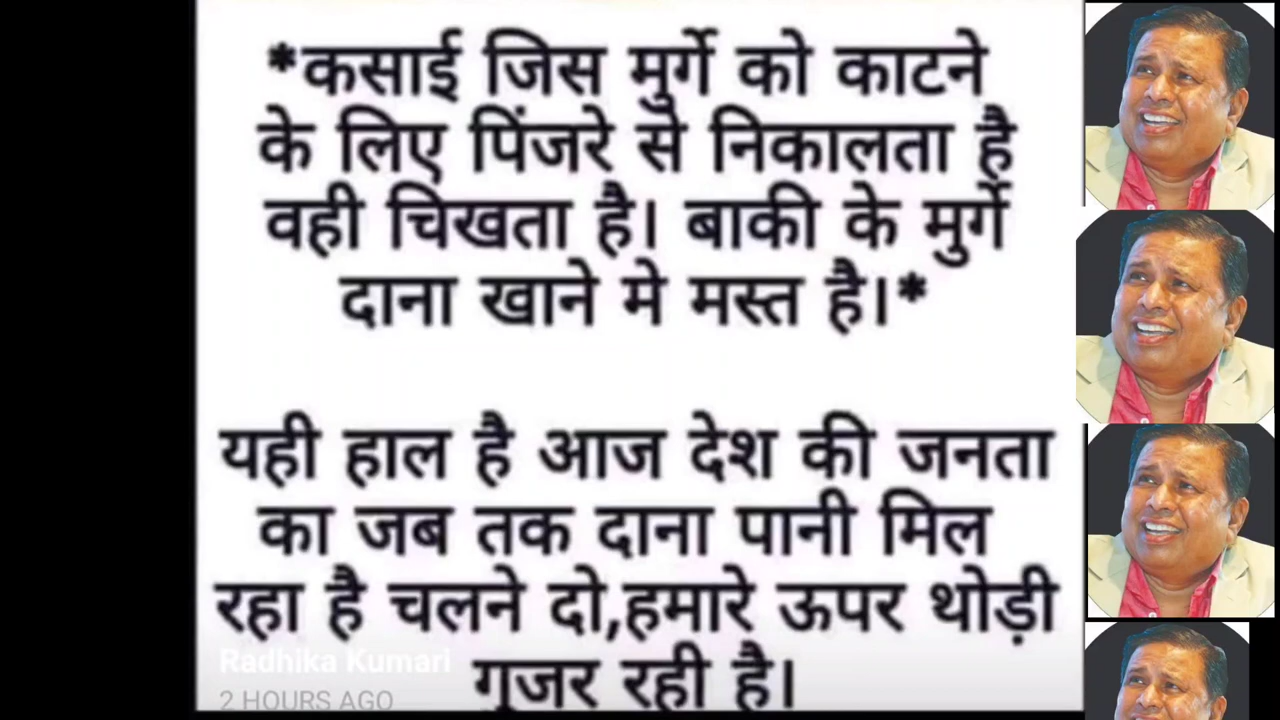 *कसाई जिस मुर्गे को काटने
के लिए पिंजरे से निकालता है
वही चिखता है। बाकी के मुर्गे
दाना खाने मे मस्त है।*
यही हाल है आज देश की जनता
का जब तक दाना पानी मिल
रहा है चलने दो,हमारे ऊपर थोड़ी
गुजर रही है।
Radhika Kumari
2 HOURS AGO